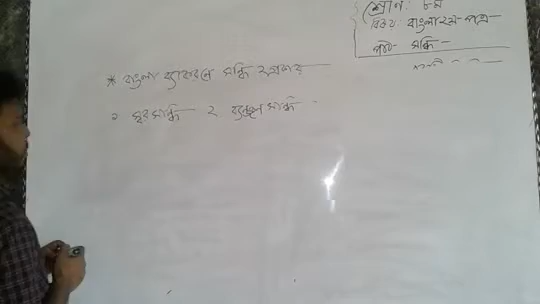 শ্রেণি: ৮ম
বিষয়: বাংলা ২য় পত্র
পাঠ- সন্ধি -
* বাংলা ব্যাকরণে সন্ধি ২ প্রকার
১ স্বরসন্ধি ২ ব্যঞ্জনসন্ধি